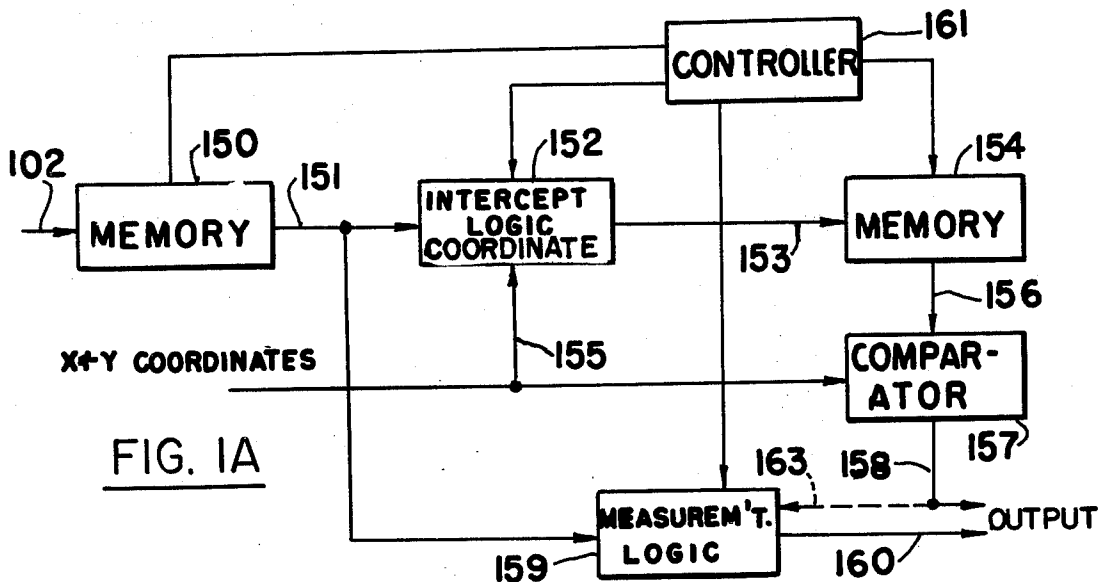 161
CONTROLLER
102
150
MEMORY
151
152
INTERCEPT
LOGIC
COORDINATE
153
154
MEMORY
156
X+Y COORDINATES
155
COMPAR-
ATOR
157
158
FIG. 1A
163
MEASUREM'T.
LOGIC
159
160
OUTPUT